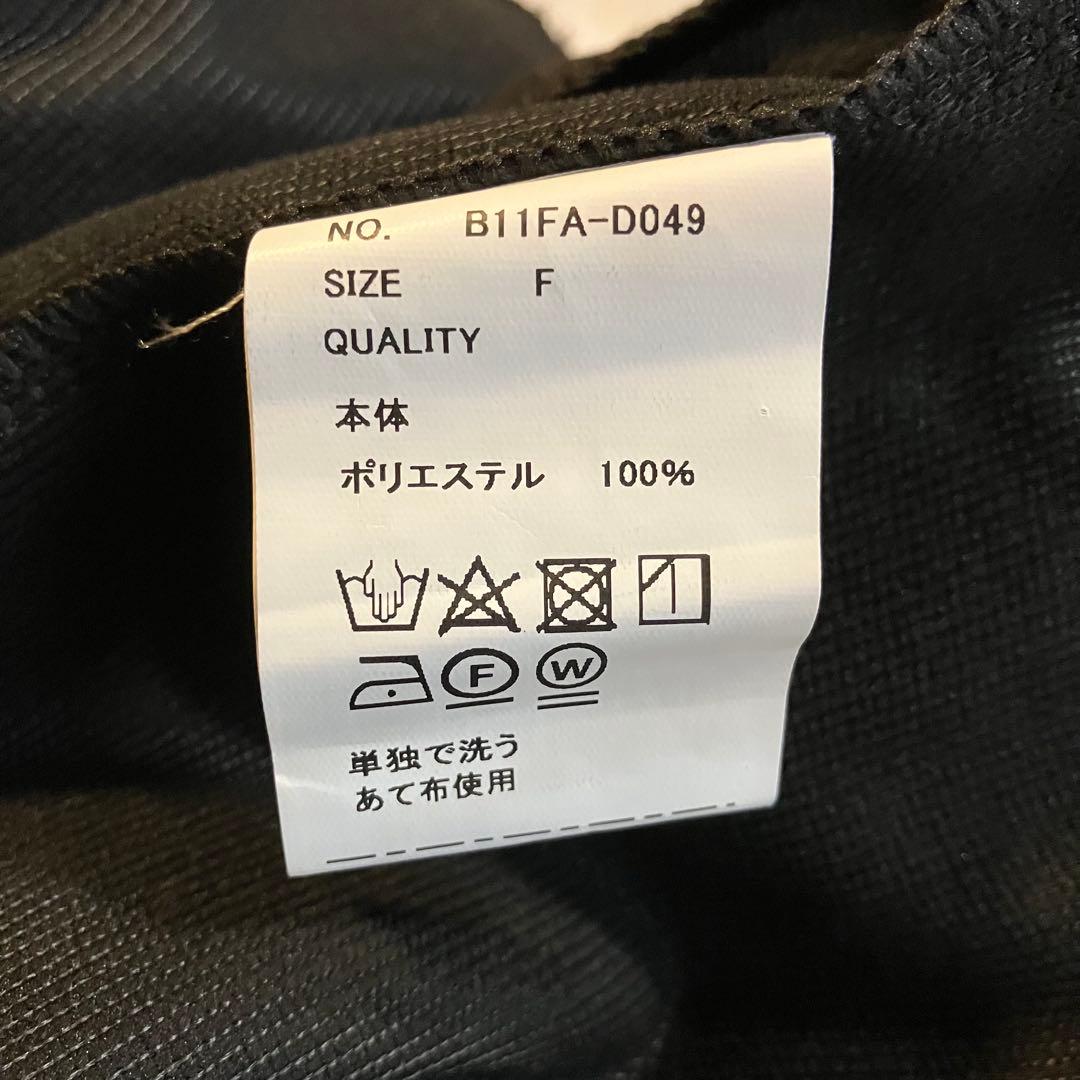 NO. B11FA-D049
SIZE F
QUALITY
本体
ポリエステル 100%
F W
単独で洗う
あて布使用